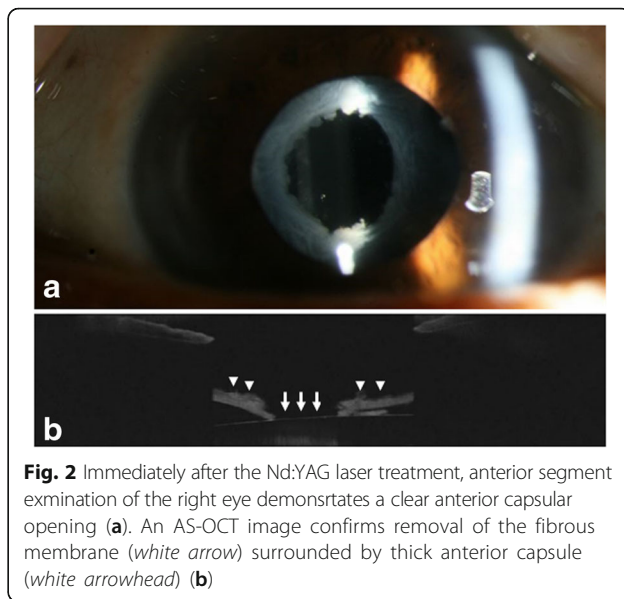 a
b
Fig. 2 Immediately after the Nd:YAG laser treatment, anterior segment
exmination of the right eye demonsrtates a clear anterior capsular
opening (a). An AS-OCT image confirms removal of the fibrous
membrane (white arrow) surrounded by thick anterior capsule
(white arrowhead) (b)